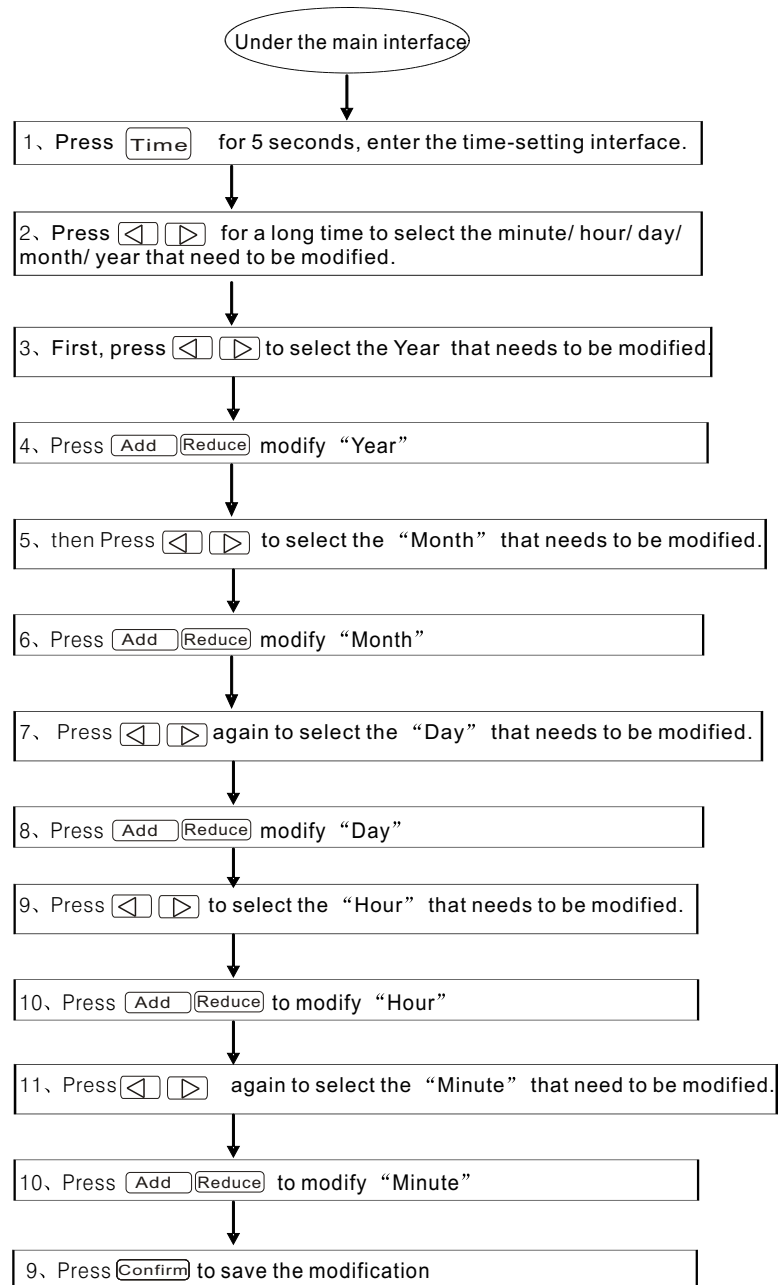 Under the main interface
1、Press Time for 5 seconds, enter the time-setting interface.
2、Press ◁ ▷ for a long time to select the minute/ hour/ day/
month/ year that need to be modified.
3、First, press ◁ ▷ to select the Year that needs to be modified.
4、Press Add Reduce modify “Year”
5、then Press ◁ ▷ to select the “Month” that needs to be modified.
6、Press Add Reduce modify “Month”
7、Press ◁ ▷ again to select the “Day” that needs to be modified.
8、Press Add Reduce modify “Day”
9、Press ◁ ▷ to select the “Hour” that needs to be modified.
10、Press Add Reduce to modify “Hour”
11、Press ◁ ▷ again to select the “Minute” that need to be modified.
10、Press Add Reduce to modify “Minute”
9、Press Confirm to save the modification